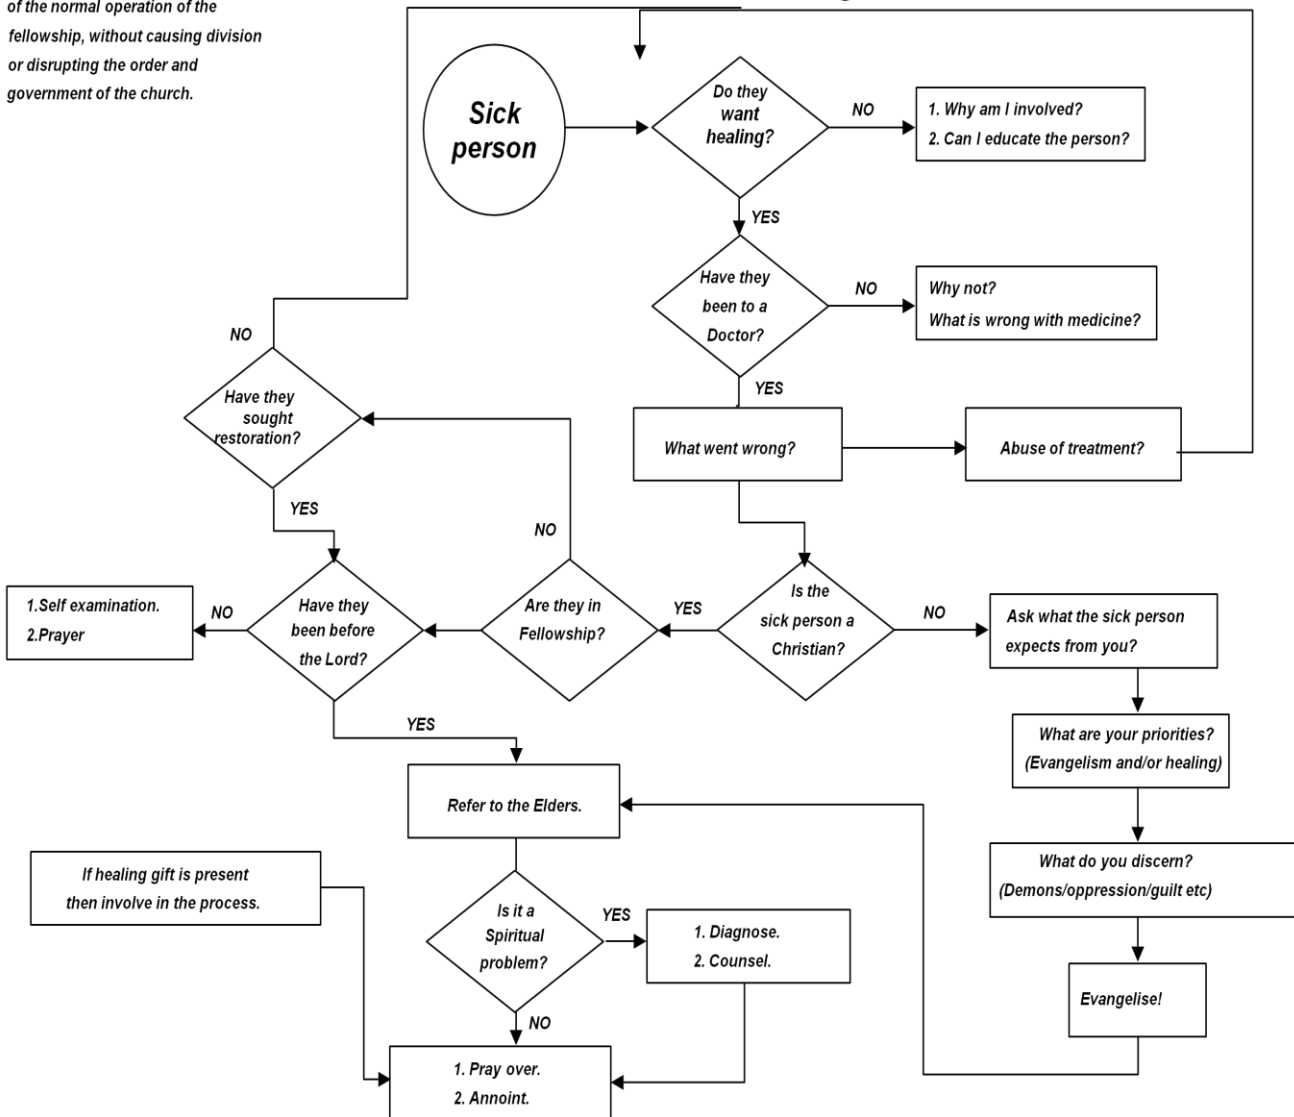 of the normal operation of the
fellowship, without causing division
or disrupting the order and
government of the church.
Sick
person
Do they
want
healing?
NO
1. Why am I involved?
2. Can I educate the person?
YES
Have they
been to a
Doctor?
NO
Why not?
What is wrong with medicine?
YES
What went wrong?
Abuse of treatment?
NO
Have they
sought
restoration?
YES
NO
Is the
sick person a
Christian?
YES
NO
Are they in
Fellowship?
Have they
been before
the Lord?
NO
1.Self examination.
2.Prayer
Ask what the sick person
expects from you?
YES
What are your priorities?
(Evangelism and/or healing)
Refer to the Elders.
What do you discern?
(Demons/oppression/guilt etc)
If healing gift is present
then involve in the process.
Is it a
Spiritual
problem?
YES
1. Diagnose.
2. Counsel.
Evangelise!
NO
1. Pray over.
2. Annoint.